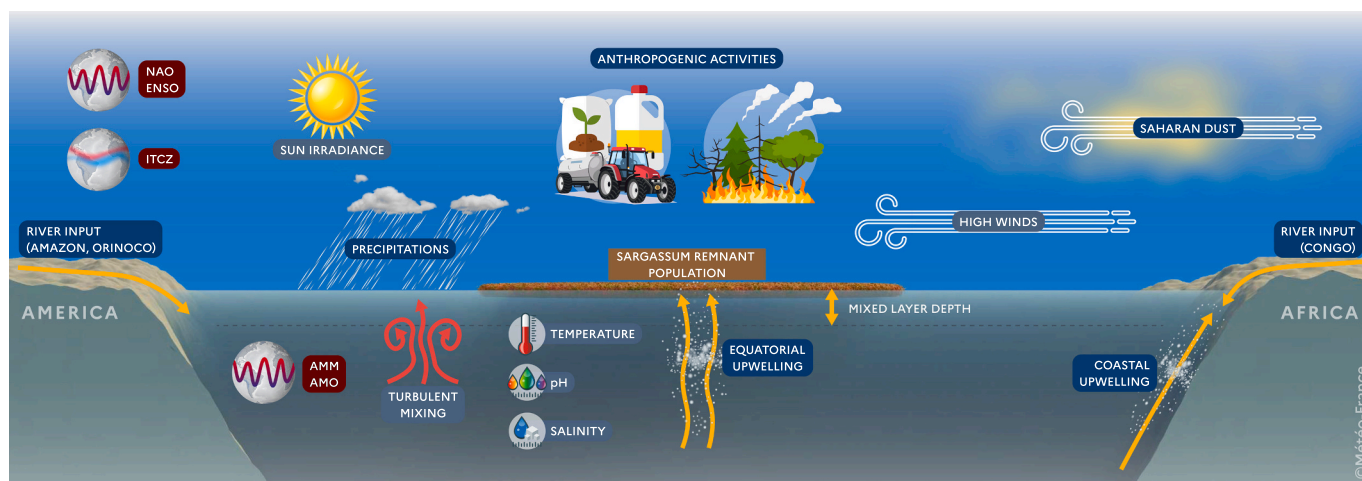 NAO
ENSO
ITCZ
SUN IRRADIANCE
ANTHROPOGENIC ACTIVITIES
SAHARAN DUST
HIGH WINDS
PRECIPITATIONS
RIVER INPUT
(AMAZON, ORINOCO)
RIVER INPUT
(CONGO)
SARGASSUM REMNANT
POPULATION
AMERICA
AFRICA
MIXED LAYER DEPTH
TEMPERATURE
pH
SALINITY
EQUATORIAL
UPWELLING
COASTAL
UPWELLING
AMM
AMO
TURBULENT
MIXING
©Météo-France